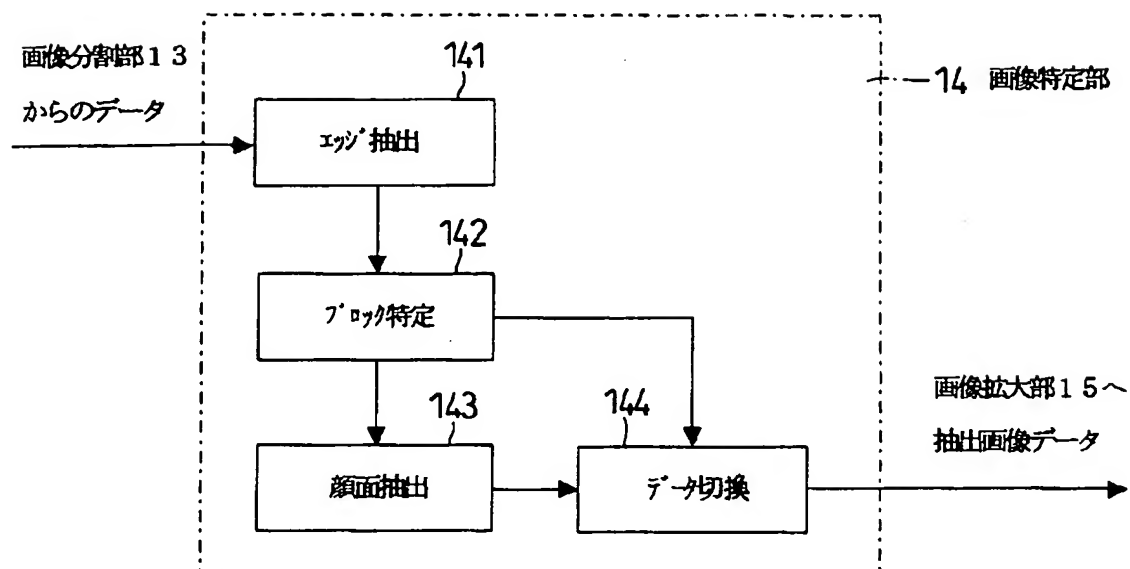 画像分割部13
からのデータ
141
エッジ抽出
14 画像特定部
142
ブロック特定
143
顔面抽出
144
データ切換
画像拡大部15へ
抽出画像データ